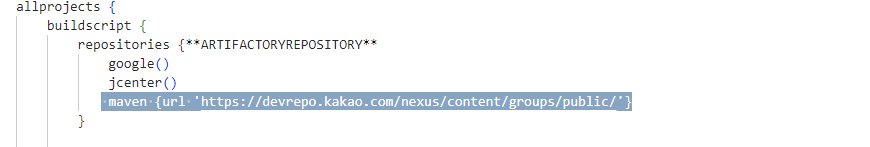 allprojects {
buildscript {
repositories {**ARTIFACTORYREPOSITORY**
google()
jcenter()
maven {url 'https://devrepo.kakao.com/nexus/content/groups/public/'}
}